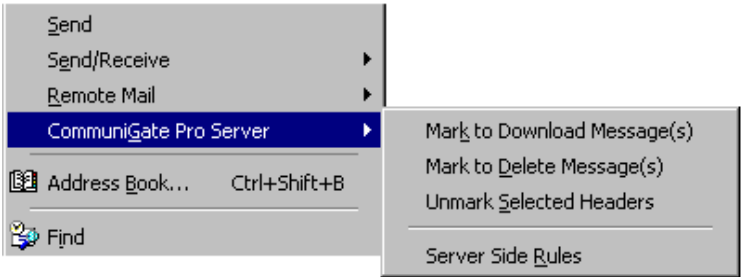 Send
Send/Receive
Remote Mail
CommuniGate Pro Server
Address Book... Ctrl+Shift+B
Find
Mark to Download Message(s)
Mark to Delete Message(s)
Unmark Selected Headers
Server Side Rules